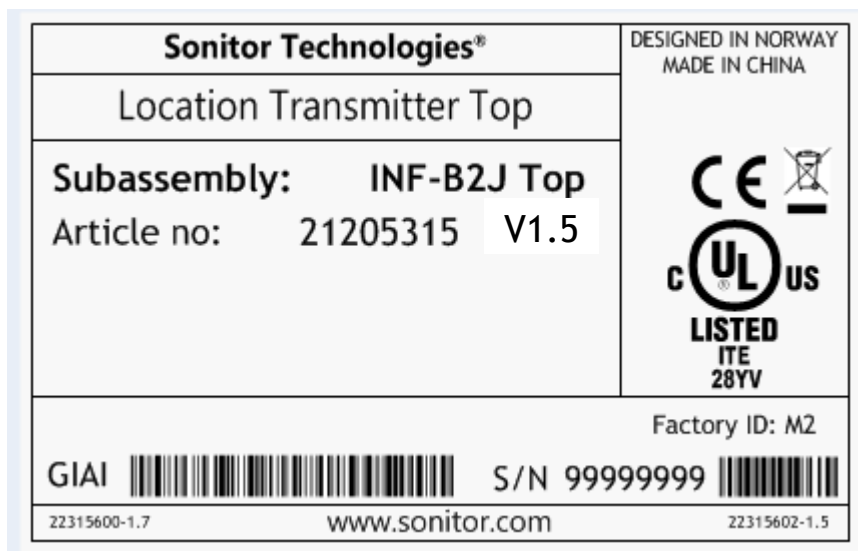 Sonitor Technologies®
DESIGNED IN NORWAY
MADE IN CHINA
Location Transmitter Top
Subassembly: INF-B2J Top
Article no: 21205315 V1.5
CE
C UL® US
LISTED
ITE
28YV
Factory ID: M2
GIAI S/N 99999999
22315600-1.7 www.sonitor.com 22315602-1.5